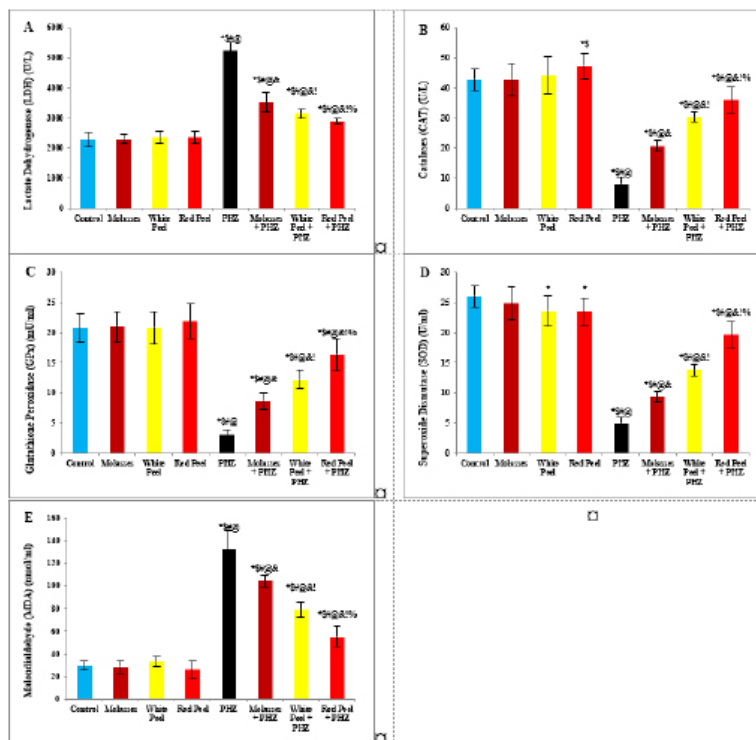 A
Lactate Dehydrogenase (LDH) (U/L)
6000
5000
4000
3000
2000
1000
0
*$#@
*$#@&
*$#@&!
*$#@&!%
Control
Molasses
White Peel
Red Peel
PHZ
Molasses + PHZ
White Peel + PHZ
Red Peel + PHZ
B
Catalases (CAT) (U/L)
60
50
40
30
20
10
0
*$
*$#@
*$#@&
*$#@&!
*$#@&!%
Control
Molasses
White Peel
Red Peel
PHZ
Molasses + PHZ
White Peel + PHZ
Red Peel + PHZ
C
Glutathione Peroxidase (GPx) (mU/ml)
30
25
20
15
10
5
0
*$#@
*$#@&
*$#@&!
*$#@&!%
Control
Molasses
White Peel
Red Peel
PHZ
Molasses + PHZ
White Peel + PHZ
Red Peel + PHZ
D
Superoxide Dismutase (SOD) (U/ml)
30
25
20
15
10
5
0
*
*
*$#@
*$#@&
*$#@&!
*$#@&!%
Control
Molasses
White Peel
Red Peel
PHZ
Molasses + PHZ
White Peel + PHZ
Red Peel + PHZ
E
Malondialdehyde (MDA) (nmol/ml)
160
140
120
100
80
60
40
20
0
*$#@
*$#@&
*$#@&!
*$#@&!%
Control
Molasses
White Peel
Red Peel
PHZ
Molasses + PHZ
White Peel + PHZ
Red Peel + PHZ